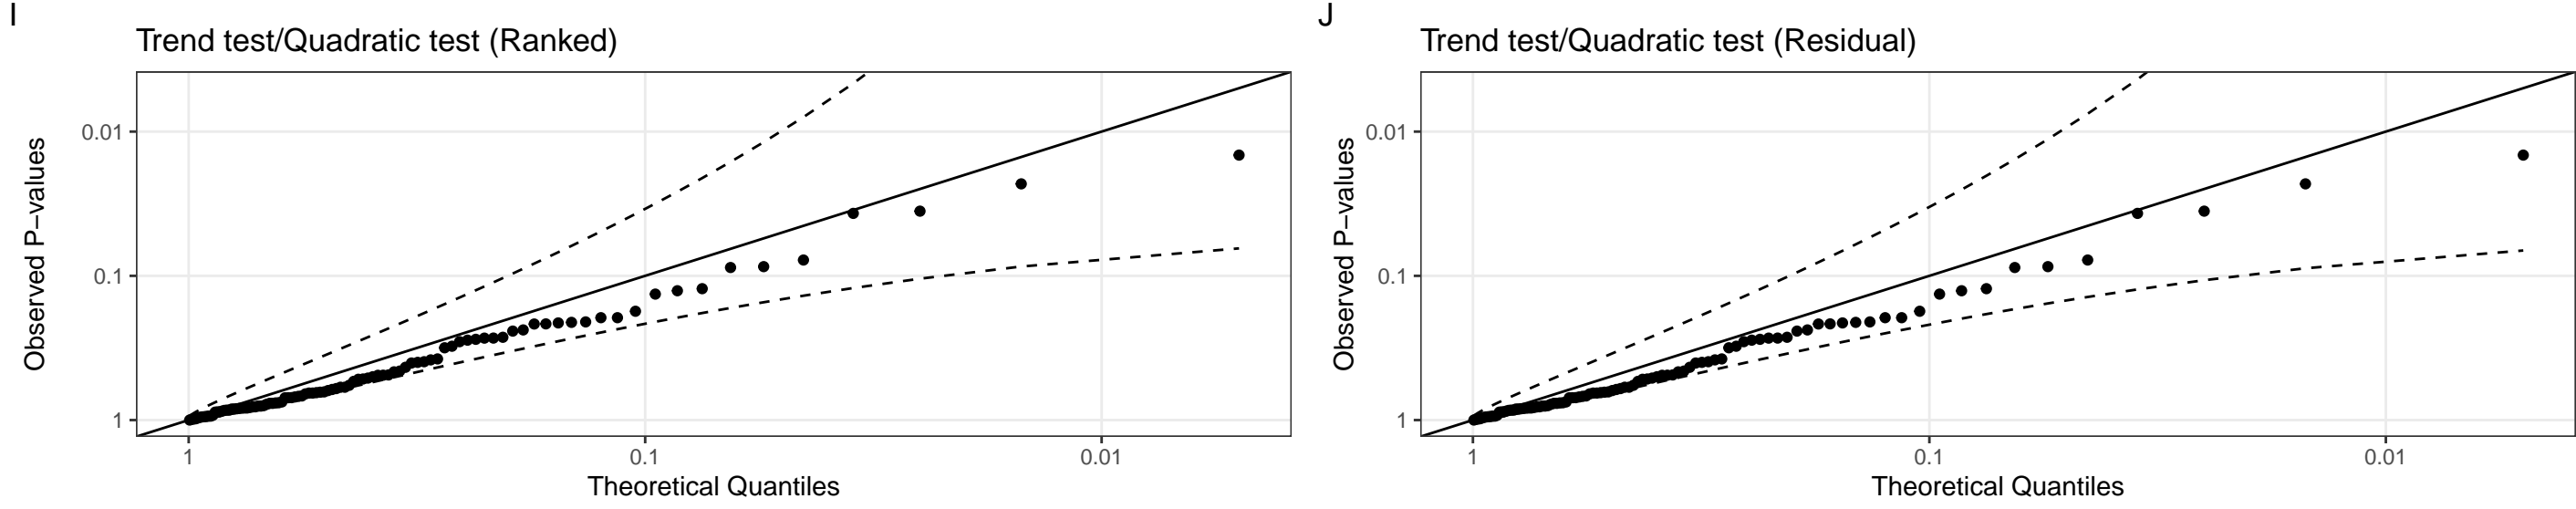 I
Trend test/Quadratic test (Ranked)
Observed P−values
0.01
0.1
1
1
0.1
0.01
Theoretical Quantiles
J
Trend test/Quadratic test (Residual)
Observed P−values
0.01
0.1
1
1
0.1
0.01
Theoretical Quantiles